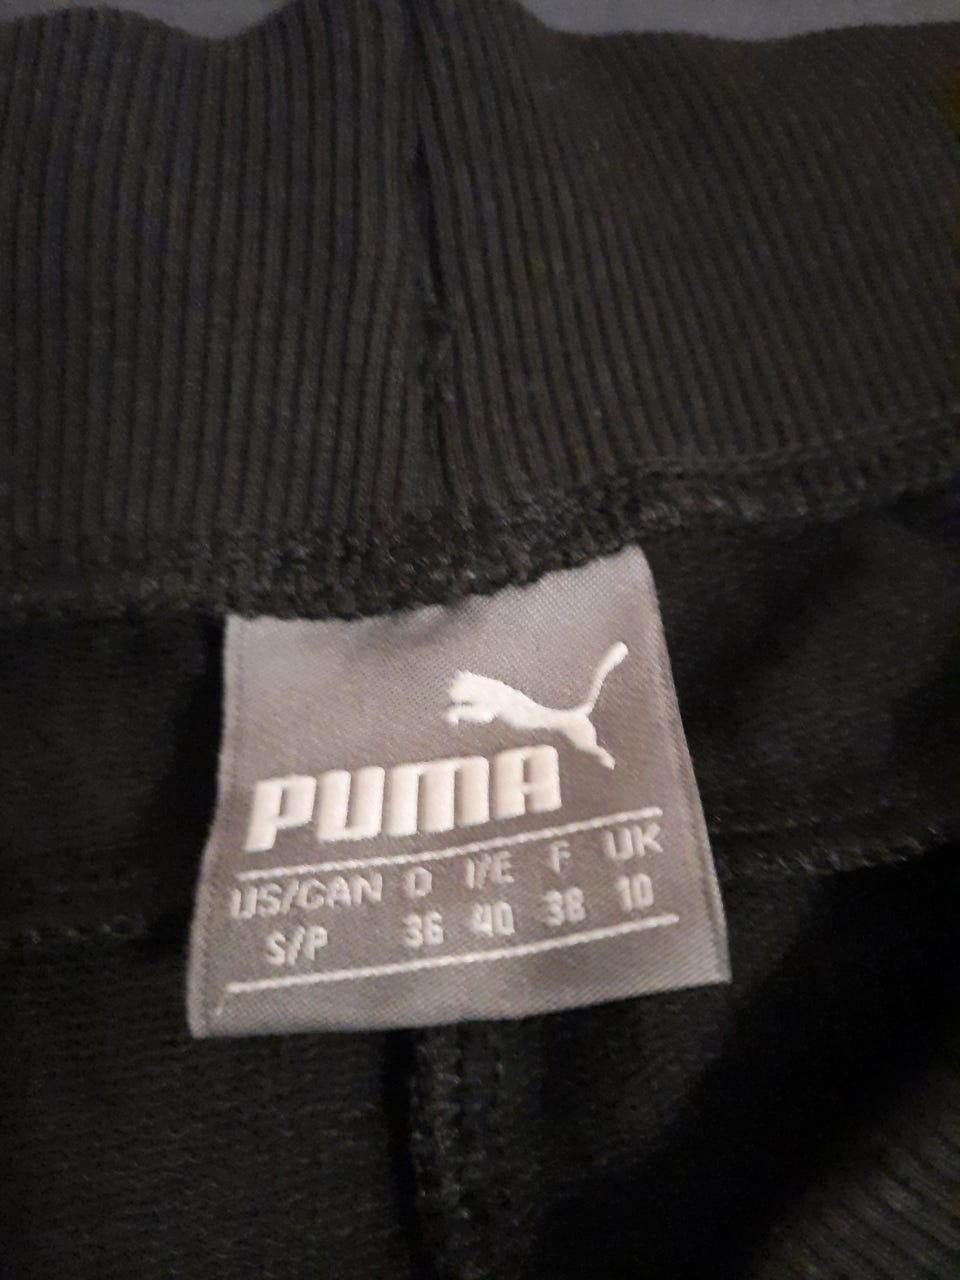 PUMA
US/CAN D I/E F UK
S/P 36 40 38 10